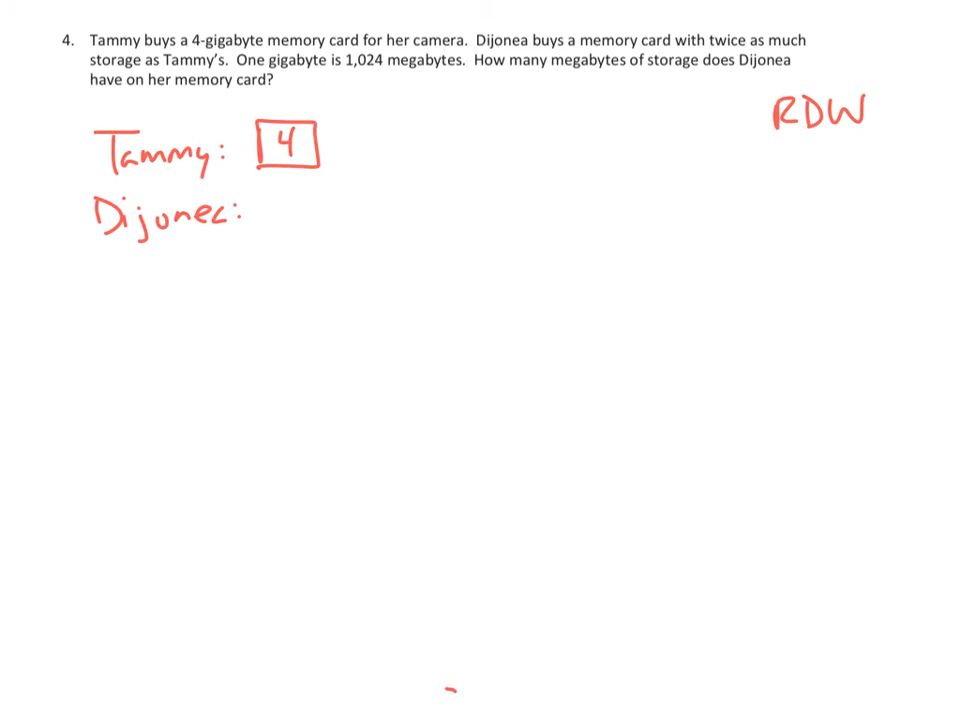 4. Tammy buys a 4-gigabyte memory card for her camera. Dijonea buys a memory card with twice as much
storage as Tammy's. One gigabyte is 1,024 megabytes. How many megabytes of storage does Dijonea
have on her memory card?
RDW
Tammy: 4
Dijonea: